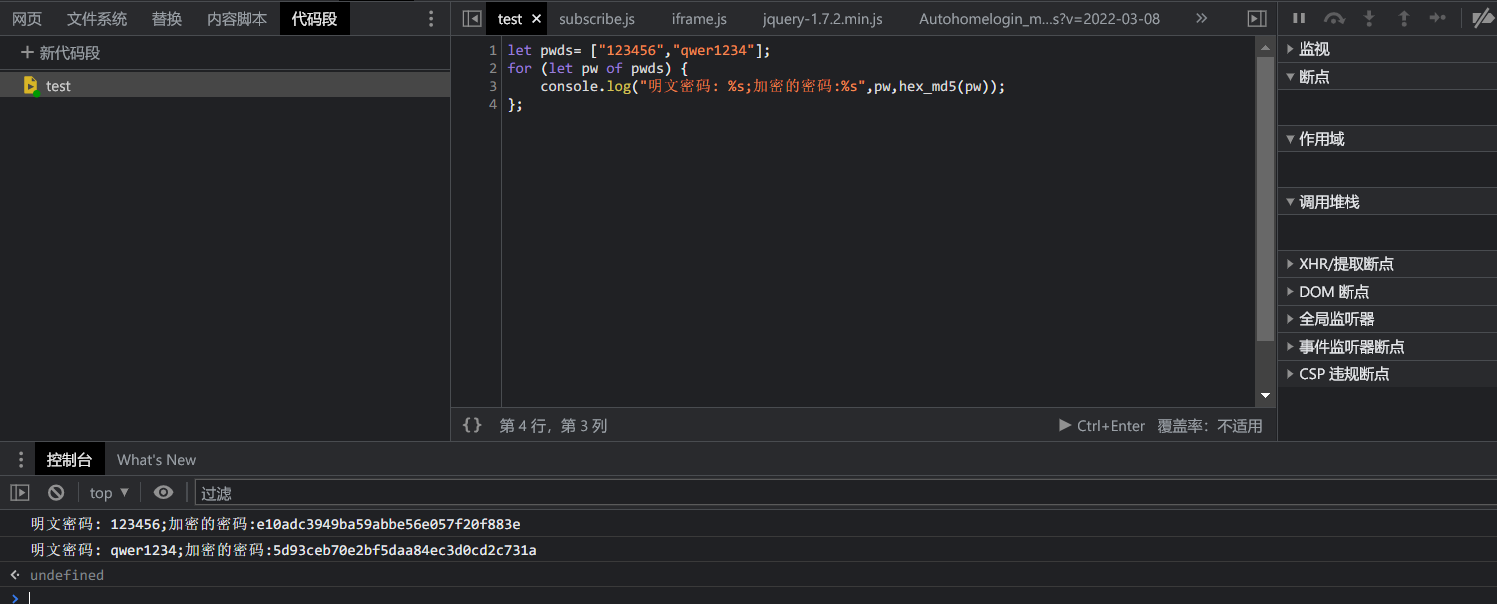 网页 文件系统 替换 内容脚本 代码段
test × subscribe.js iframe.js jquery-1.7.2.min.js Autohomelogin_m...s?v=2022-03-08 »
+ 新代码段
test
1 let pwds= ["123456","qwer1234"];
2 for (let pw of pwds) {
3 console.log("明文密码: %s;加密的密码:%s",pw,hex_md5(pw));
4 };
{} 第 4 行，第 3 列 Ctrl+Enter 覆盖率：不适用
监视
断点
作用域
调用堆栈
XHR/提取断点
DOM 断点
全局监听器
事件监听器断点
CSP 违规断点
控制台 What's New
top 过滤
明文密码: 123456;加密的密码:e10adc3949ba59abbe56e057f20f883e
明文密码: qwer1234;加密的密码:5d93ceb70e2bf5daa84ec3d0cd2c731a
undefined